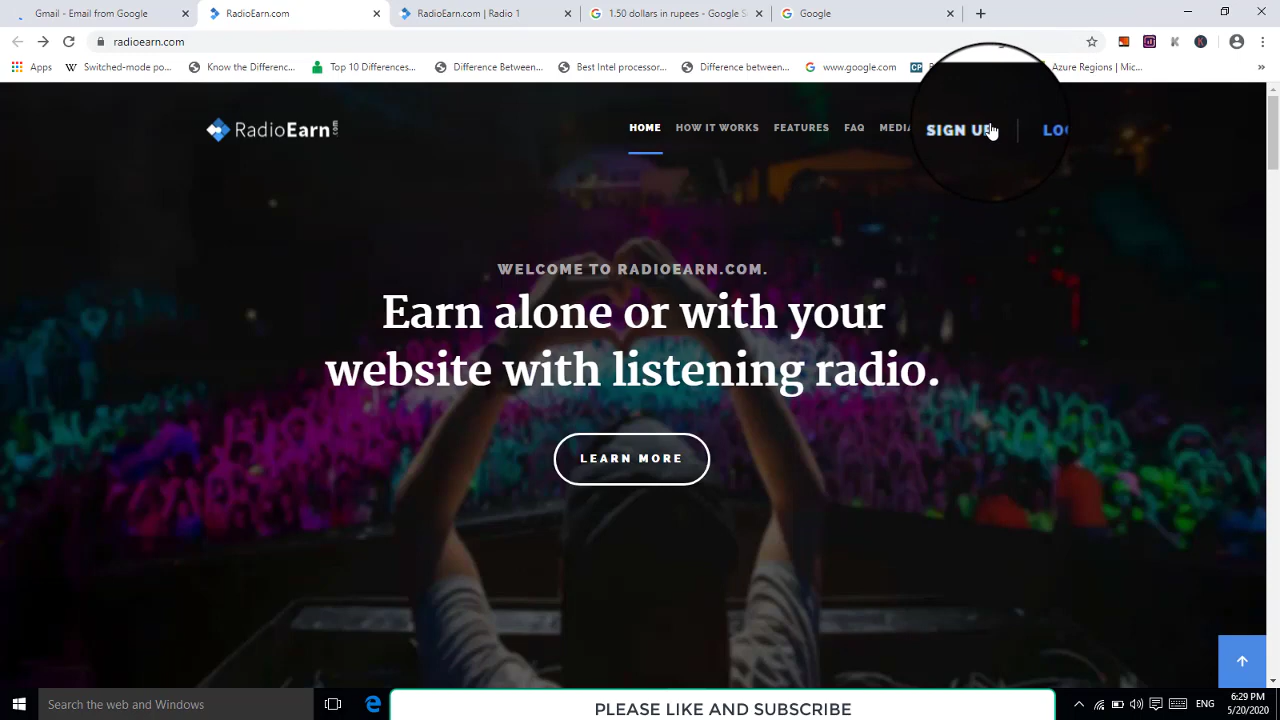 Gmail - Email from Google
RadioEarn.com
RadioEarn.com | Radio 1
1.50 dollars in rupees - Google S
Google
radioearn.com
Apps
Switched-mode po...
Know the Differenc...
Top 10 Differences...
Difference Between...
Best Intel processor...
Difference between...
www.google.com
CP
Azure Regions | Mic...
»
RadioEarn.com
HOME
HOW IT WORKS
FEATURES
FAQ
MEDIA
SIGN UP
LOG
WELCOME TO RADIOEARN.COM.
Earn alone or with your
website with listening radio.
LEARN MORE
Search the web and Windows
PLEASE LIKE AND SUBSCRIBE
ENG
6:29 PM
5/20/2020